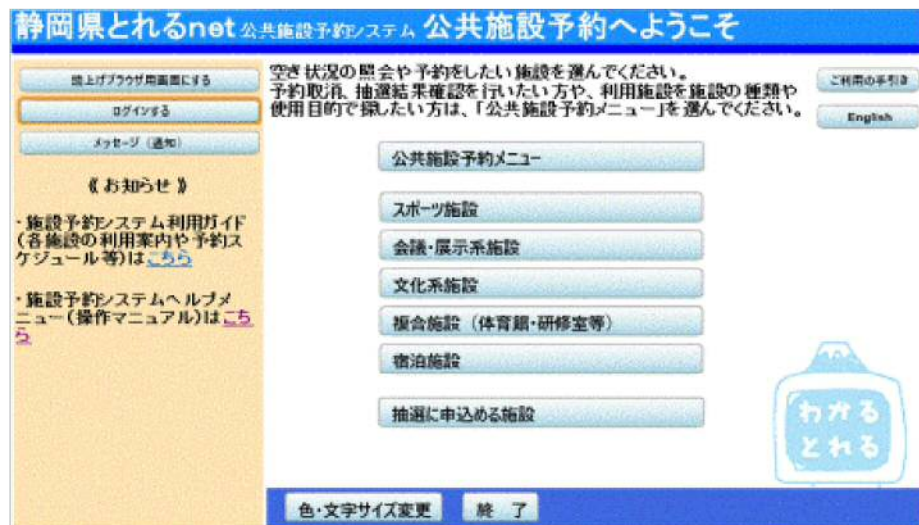 静岡県とれるnet 公共施設予約システム 公共施設予約へようこそ
読上げブラウザ用画面にする
ログインする
メッセージ（通知）
《お知らせ》
・施設予約システム利用ガイド
（各施設の利用案内や予約ス
ケジュール等）はこちら
・施設予約システムヘルプメ
ニュー（操作マニュアル）はこち
ら
空き状況の照会や予約をしたい施設を選んでください。
予約取消、抽選結果確認を行いたい方や、利用施設を施設の種類や
使用目的で探したい方は、「公共施設予約メニュー」を選んでください。
ご利用の手引き
English
公共施設予約メニュー
スポーツ施設
会議・展示系施設
文化系施設
複合施設（体育館・研修室等）
宿泊施設
抽選に申込める施設
わかる
とれる
色・文字サイズ変更
終 了